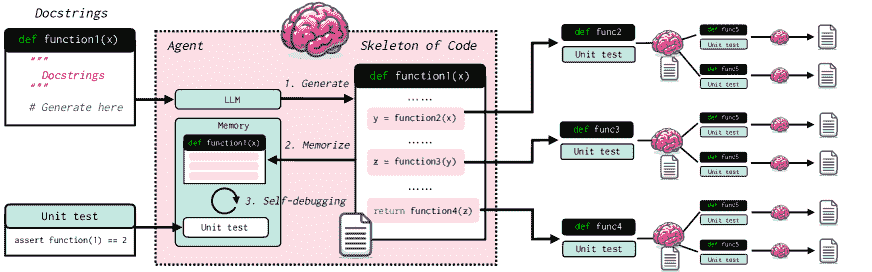 Docstrings
def function1(x)
"""
Docstrings
"""
# Generate here
Unit test
assert function(1) == 2
Agent
Skeleton of Code
LLM
1. Generate
Memory
def function1(x)
2. Memorize
3. Self-debugging
Unit test
def function1(x)
......
y = function2(x)
......
z = function3(y)
......
return function4(z)
def func2
Unit test
def func5
Unit test
def func5
Unit test
def func3
Unit test
def func5
Unit test
def func5
Unit test
def func4
Unit test
def func5
Unit test
def func5
Unit test